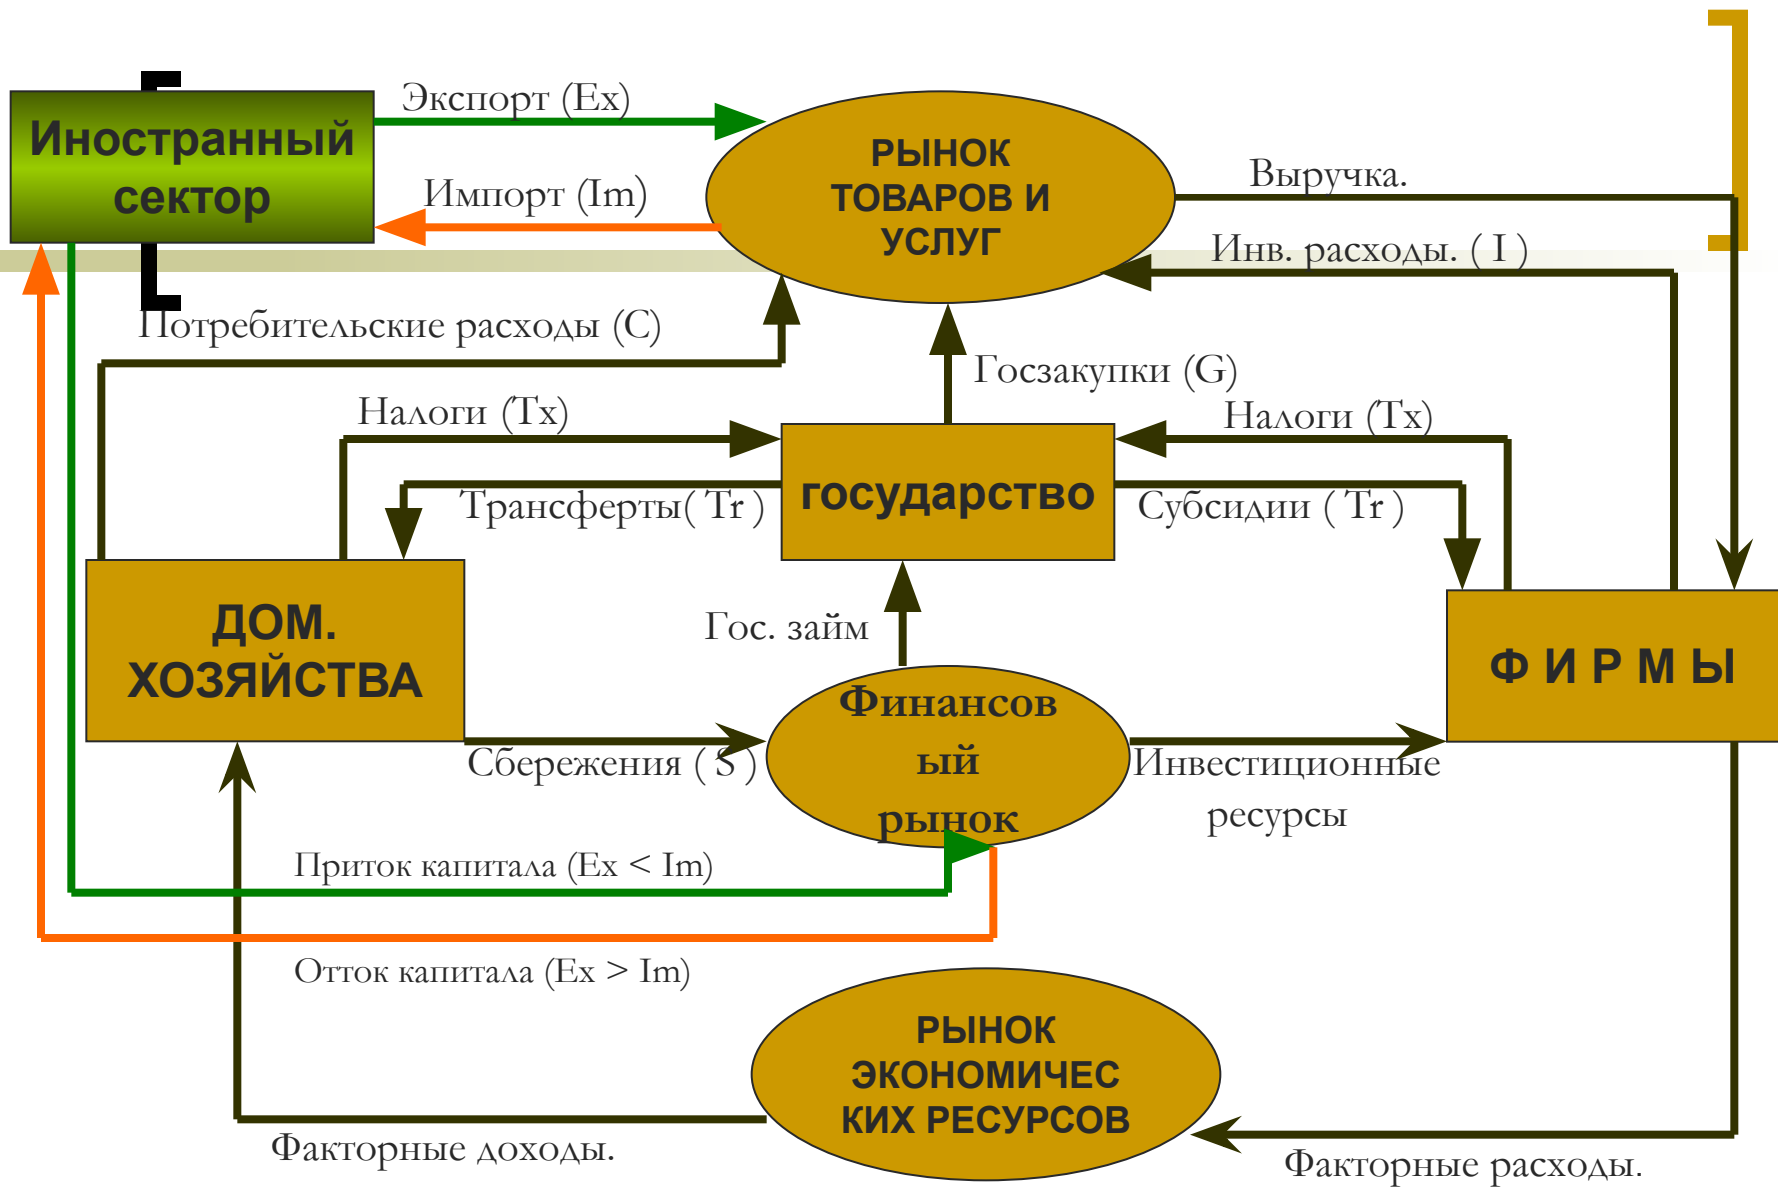 Экспорт (Ex)
Иностранный
сектор
Импорт (Im)
РЫНОК
ТОВАРОВ И
УСЛУГ
Выручка.
Инв. расходы. ( I )
Потребительские расходы (C)
Госзакупки (G)
Налоги (Tx)
Налоги (Tx)
Трансферты( Tr )
государство
Субсидии ( Tr )
ДОМ.
ХОЗЯЙСТВА
Гос. займ
Ф И Р М Ы
Финансов
ый
рынок
Сбережения ( S )
Инвестиционные
ресурсы
Приток капитала (Ex < Im)
Отток капитала (Ex > Im)
РЫНОК
ЭКОНОМИЧЕС
КИХ РЕСУРСОВ
Факторные доходы.
Факторные расходы.